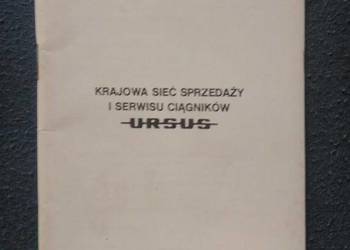 KRAJOWA SIEĆ SPRZEDAŻY
I SERWISU CIĄGNIKÓW
URSUS